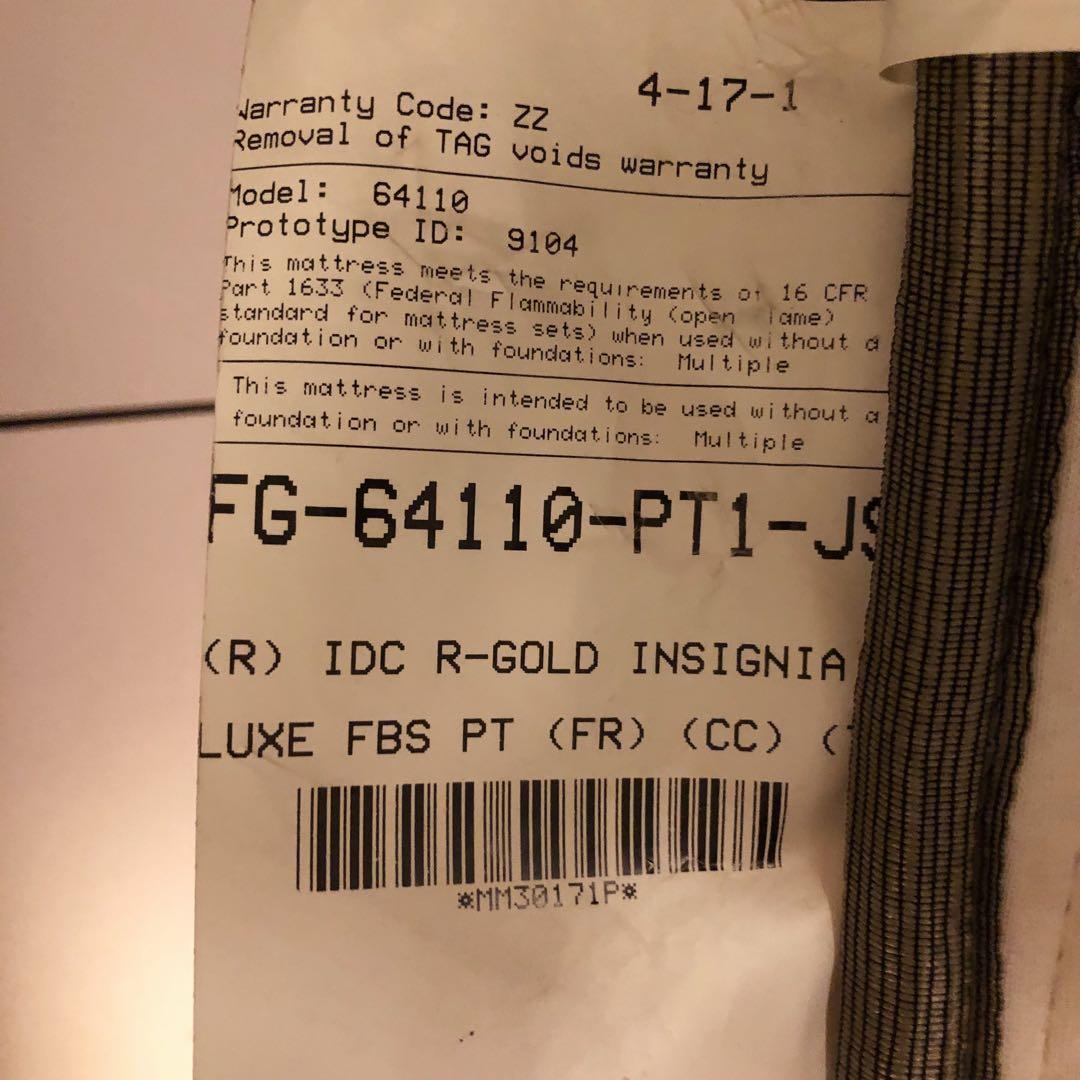 4-17-1
Warranty Code: ZZ
Removal of TAG voids warranty
Model: 64110
Prototype ID: 9104
This mattress meets the requirements of 16 CFR
Part 1633 (Federal Flammability (open lame)
standard for mattress sets) when used without a
foundation or with foundations: Multiple
This mattress is intended to be used without a
foundation or with foundations: Multiple
FG-64110-PT1-JS
(R) IDC R-GOLD INSIGNIA
LUXE FBS PT (FR) (CC) (
*MM30171P*